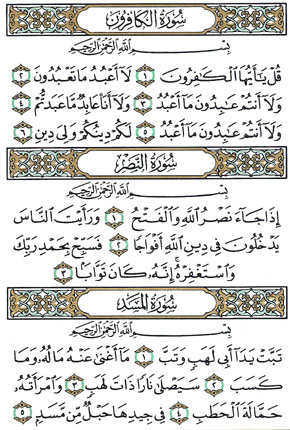 سُورَةُ الكَافِرُونَ
بِسْمِ اللَّهِ الرَّحْمَٰنِ الرَّحِيمِ
قُلْ يَٰٓأَيُّهَا ٱلْكَٰفِرُونَ ١ لَآ أَعْبُدُ مَا تَعْبُدُونَ ٢
وَلَآ أَنتُمْ عَٰبِدُونَ مَآ أَعْبُدُ ٣ وَلَآ أَنَا۠ عَابِدٌ مَّا عَبَدتُّمْ ٤
وَلَآ أَنتُمْ عَٰبِدُونَ مَآ أَعْبُدُ ٥ لَكُمْ دِينُكُمْ وَلِىَ دِينِ ٦
سُورَةُ النَّصْرِ
بِسْمِ اللَّهِ الرَّحْمَٰنِ الرَّحِيمِ
إِذَا جَآءَ نَصْرُ ٱللَّهِ وَٱلْفَتْحُ ١ وَرَأَيْتَ ٱلنَّاسَ
يَدْخُلُونَ فِى دِينِ ٱللَّهِ أَفْوَاجًا ٢ فَسَبِّحْ بِحَمْدِ رَبِّكَ
وَٱسْتَغْفِرْهُ ۚ إِنَّهُۥ كَانَ تَوَّابًۢا ٣
سُورَةُ المَسَد
بِسْمِ اللَّهِ الرَّحْمَٰنِ الرَّحِيمِ
تَبَّتْ يَدَآ أَبِى لَهَبٍ وَتَبَّ ١ مَآ أَغْنَىٰ عَنْهُ مَالُهُۥ وَمَا
كَسَبَ ٢ سَيَصْلَىٰ نَارًا ذَاتَ لَهَبٍ ٣ وَٱمْرَأَتُهُۥ
حَمَّالَةَ ٱلْحَطَبِ ٤ فِى جِيدِهَا حَبْلٌ مِّن مَّسَدٍۭ ٥